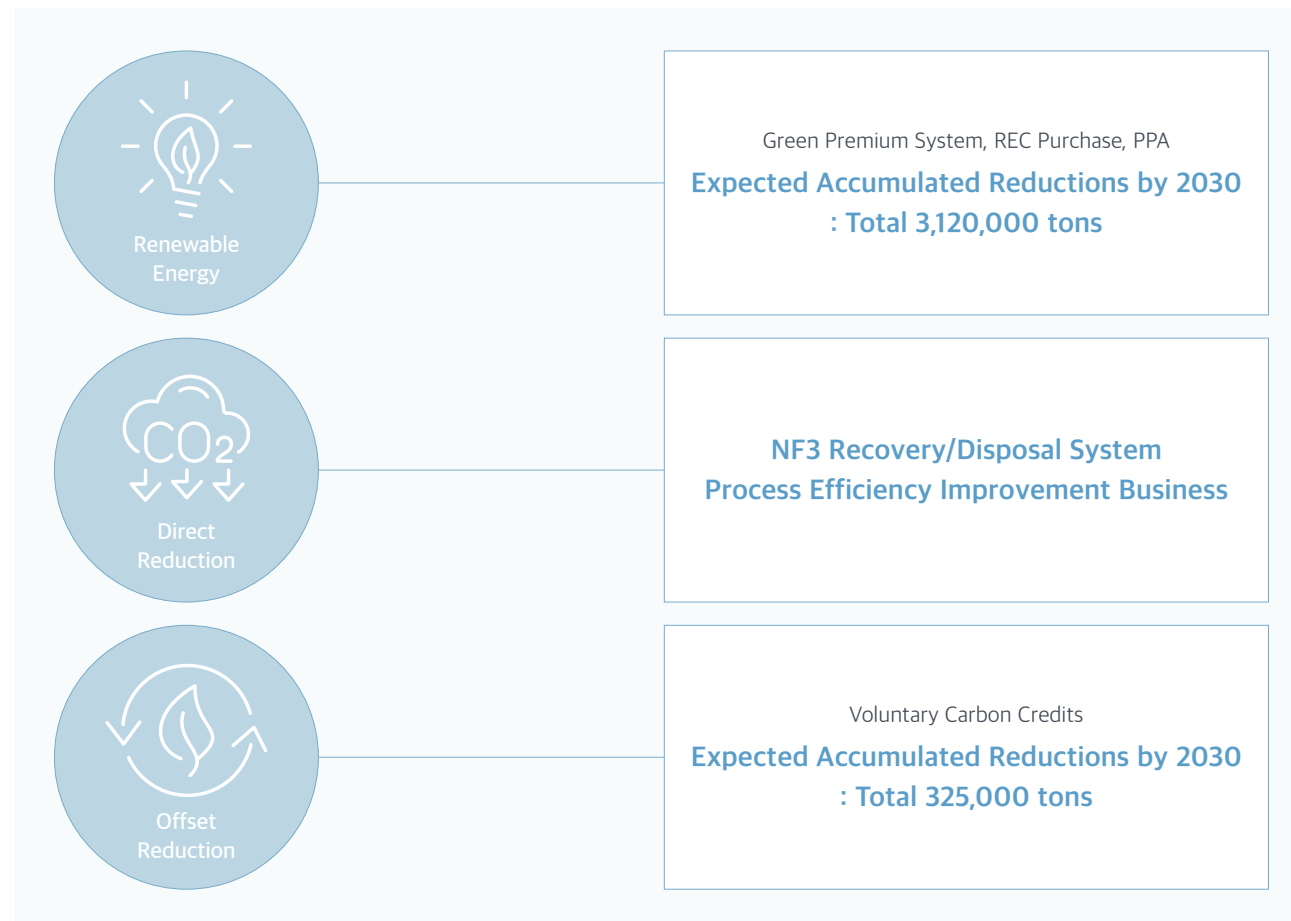 Renewable
Energy
Green Premium System, REC Purchase, PPA
Expected Accumulated Reductions by 2030
: Total 3,120,000 tons
CO2
Direct
Reduction
NF3 Recovery/Disposal System
Process Efficiency Improvement Business
Offset
Reduction
Voluntary Carbon Credits
Expected Accumulated Reductions by 2030
: Total 325,000 tons